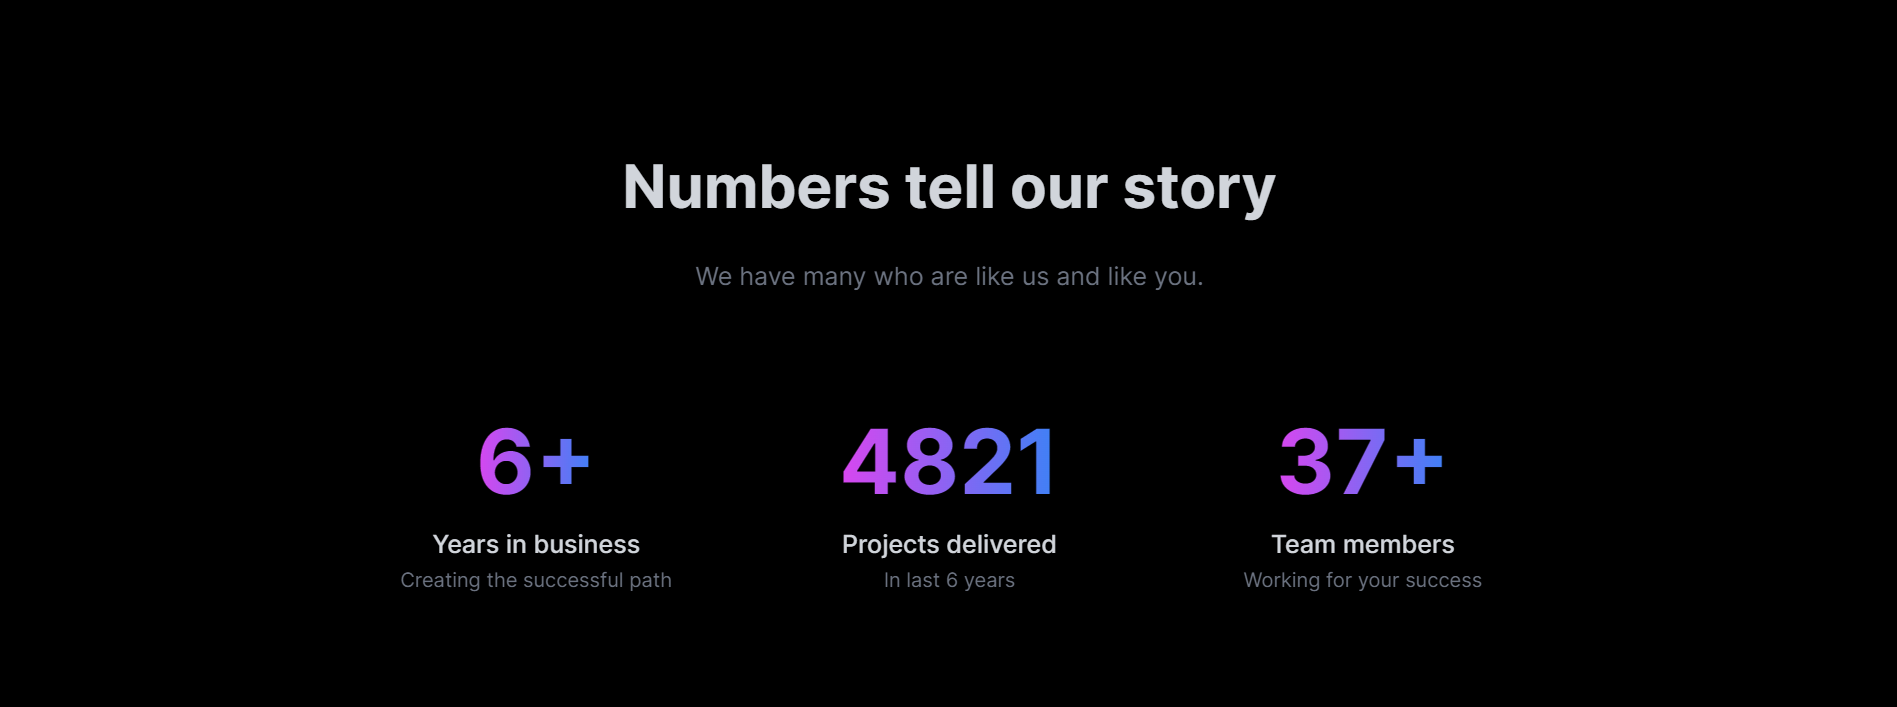 Numbers tell our story
We have many who are like us and like you.
6+
Years in business
Creating the successful path
4821
Projects delivered
In last 6 years
37+
Team members
Working for your success